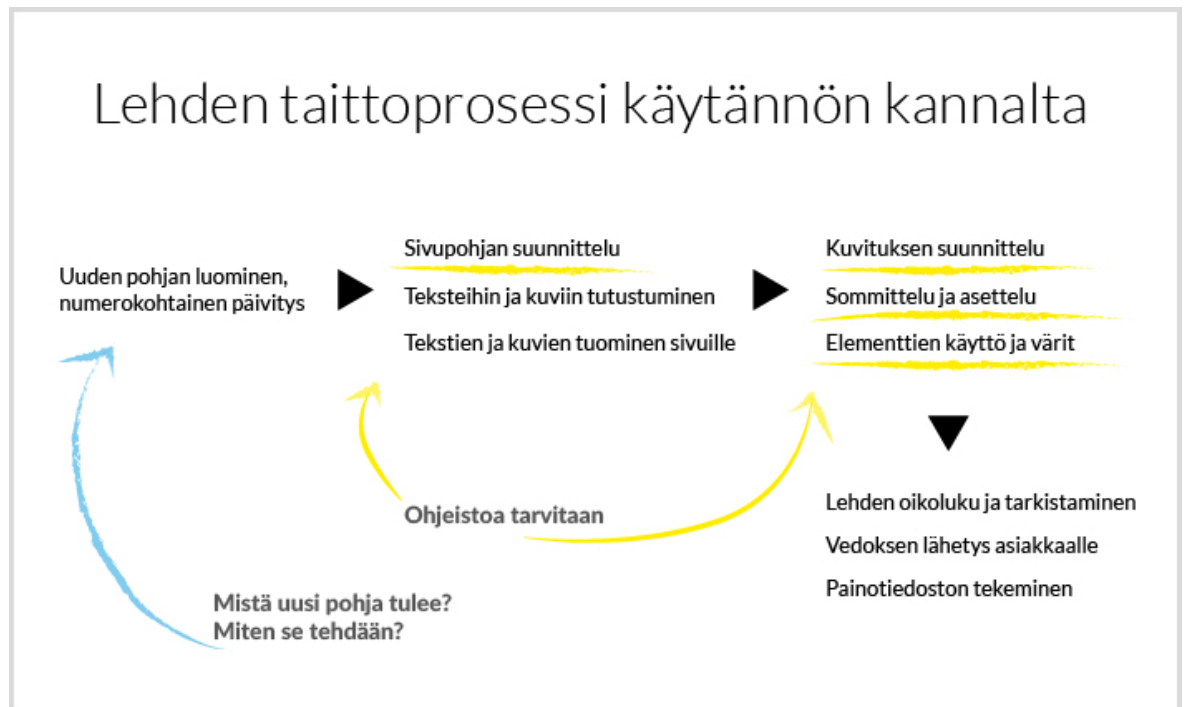 Lehden taittoprosessi käytännön kannalta
Uuden pohjan luominen,
numerokohtainen päivitys
Sivupohjan suunnittelu
Teksteihin ja kuviin tutustuminen
Tekstien ja kuvien tuominen sivuille
Kuvituksen suunnittelu
Sommittelu ja asettelu
Elementtien käyttö ja värit
Lehden oikoluku ja tarkistaminen
Vedoksen lähetys asiakkaalle
Painotiedoston tekeminen
Ohjeistoa tarvitaan
Mistä uusi pohja tulee?
Miten se tehdään?